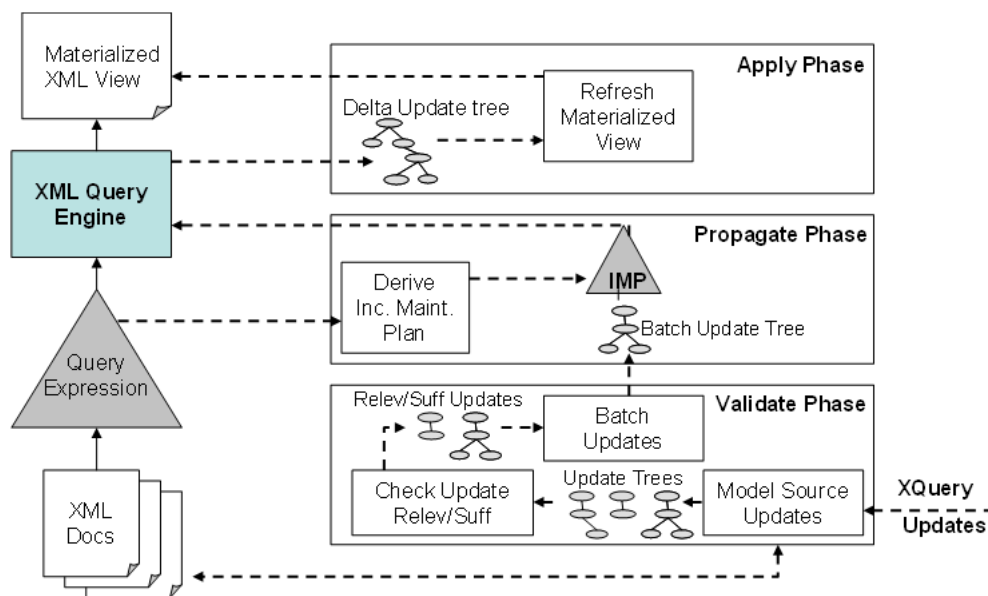 Materialized
XML View
Apply Phase
Refresh
Materialized
View
Delta Update tree
XML Query
Engine
Propagate Phase
Derive
Inc. Maint.
Plan
IMP
Batch Update Tree
Query
Expression
Validate Phase
Relev/Suff Updates
Batch
Updates
Update Trees
Check Update
Relev/Suff
Model Source
Updates
XQuery
Updates
XML
Docs